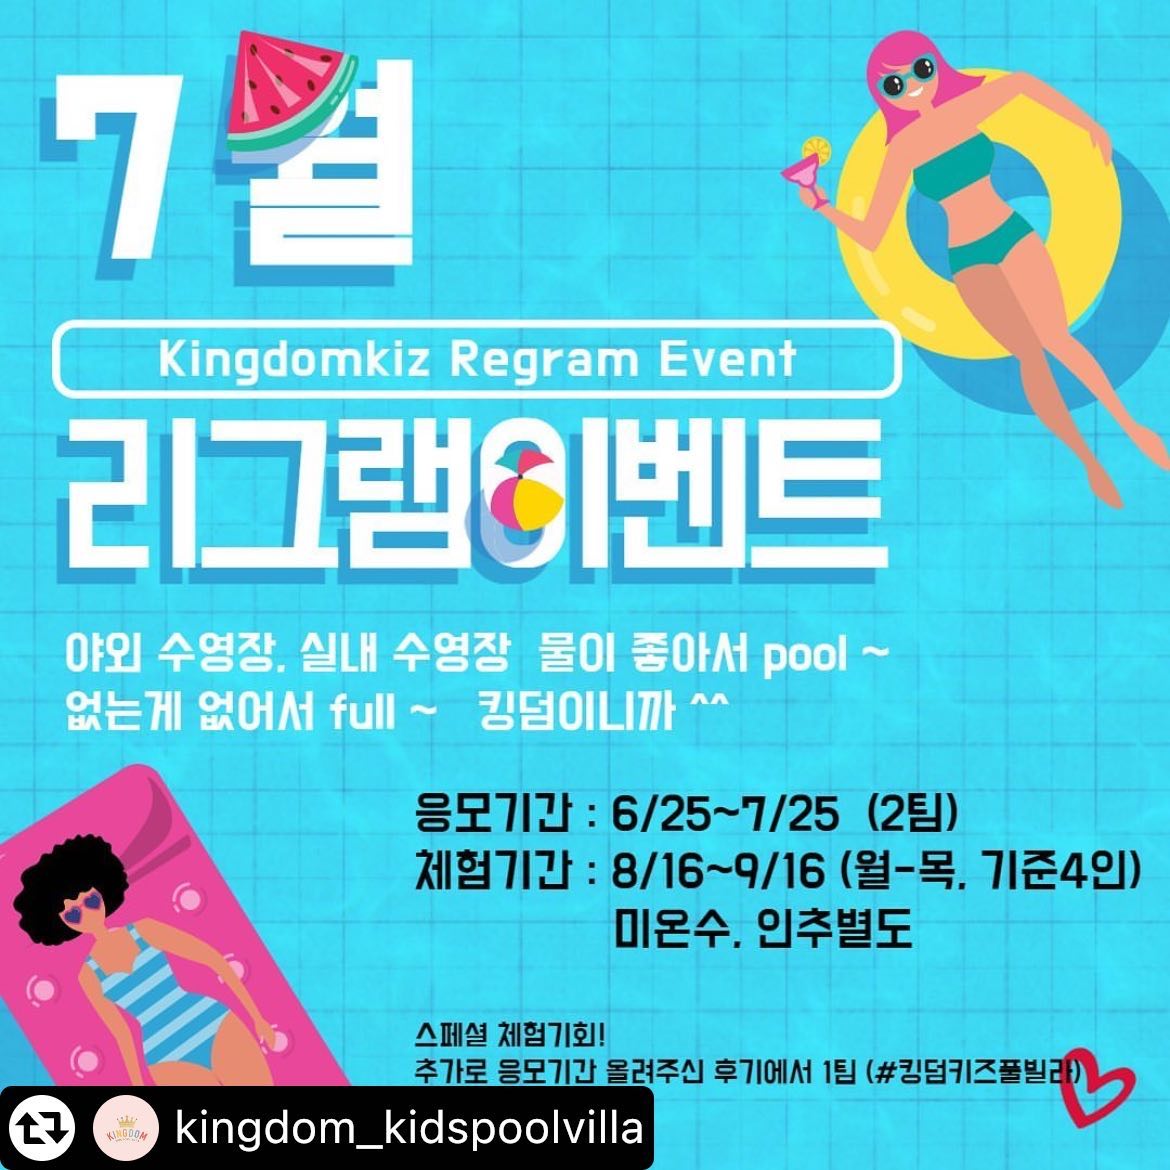 7월
Kingdomkiz Regram Event
리그램이벤트
야외 수영장, 실내 수영장 물이 좋아서 pool ~
없는게 없어서 full ~ 킹덤이니까 ^^
응모기간 : 6/25~7/25 (2팀)
체험기간 : 8/16~9/16 (월-목, 기준4인)
미온수, 인추별도
스페셜 체험기회!
추가로 응모기간 올려주신 후기에서 1팀 (#킹덤키즈풀빌라)
KINGDOM
kingdom_kidspoolvilla